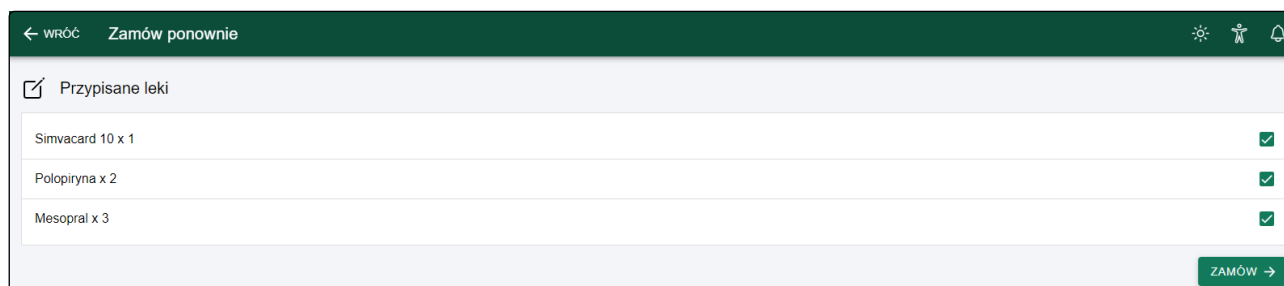 WRÓĆ Zamów ponownie
Przypisane leki
Simvacard 10 x 1
Polopiryna x 2
Mesopral x 3
ZAMÓW